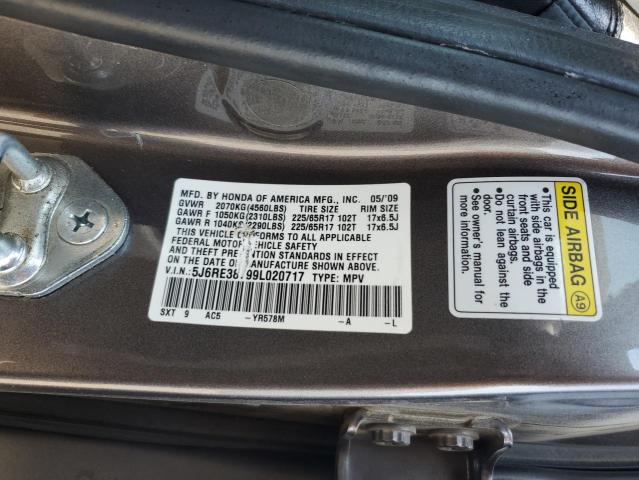 MFD. BY HONDA OF AMERICA MFG., INC. 05/'09
GVWR 2070KG(4560LBS) TIRE SIZE RIM SIZE
GAWR F 1050KG(2310LBS) 225/65R17 102T 17x6.5J
GAWR R 1040KG(2290LBS) 225/65R17 102T 17x6.5J
THIS VEHICLE CONFORMS TO ALL APPLICABLE
FEDERAL MOTOR VEHICLE SAFETY
AND THEFT PREVENTION STANDARDS IN EFFECT
ON THE DATE OF MANUFACTURE SHOWN ABOVE.
V.I.N.: TYPE: MPV
SXT 9 AC5 -YR578M -A -L
SIDE AIRBAG A9
•This car is equipped
with side airbags in the
front seats and side
curtain airbags.
•Do not lean against the
door.
•See owner's manual for
more information.